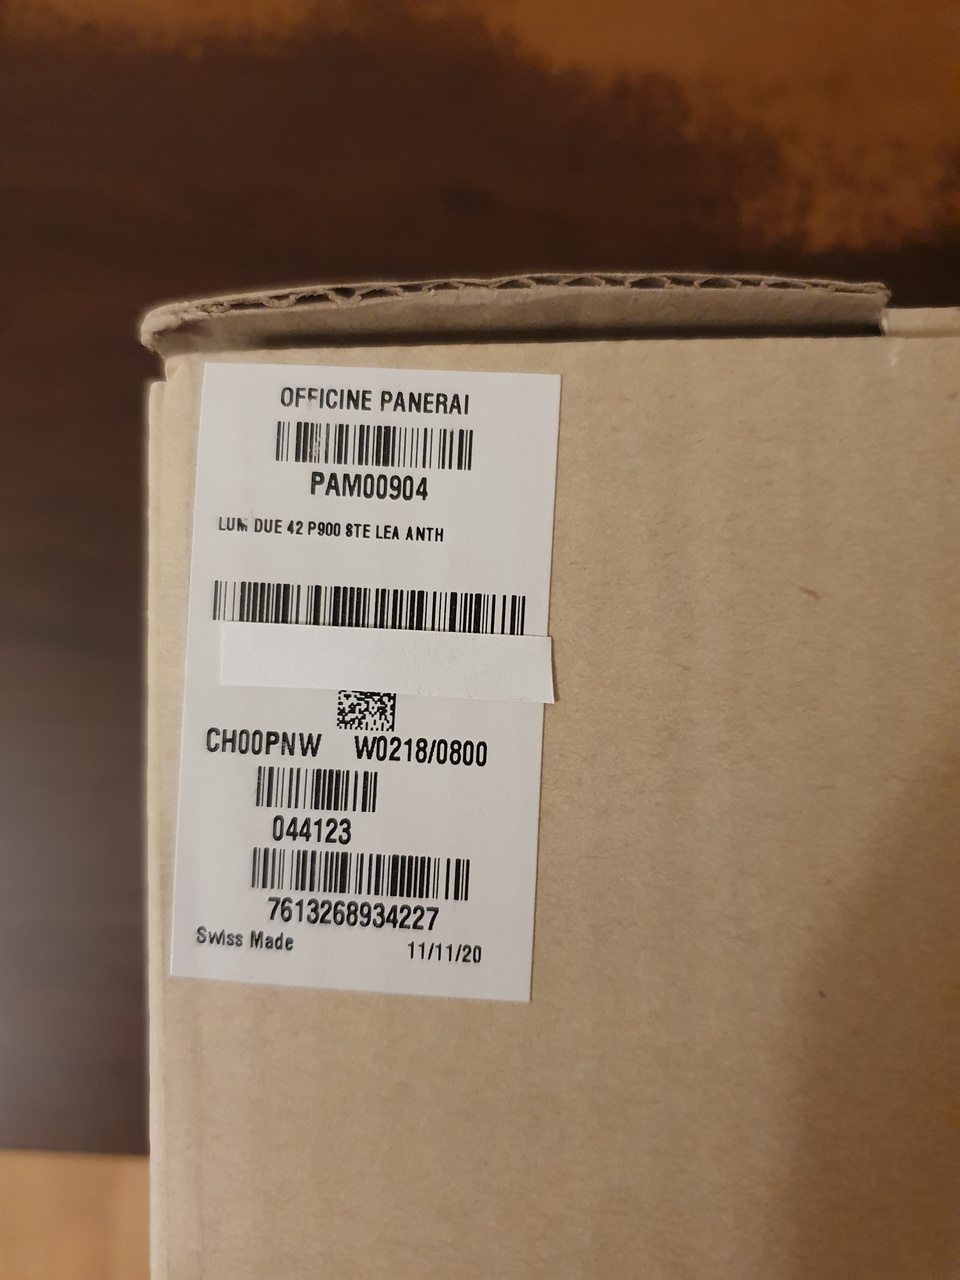 OFFICINE PANERAI
PAM00904
LUM DUE 42 P900 STE LEA ANTH
CH00PNW W0218/0800
044123
7613268934227
Swiss Made 11/11/20